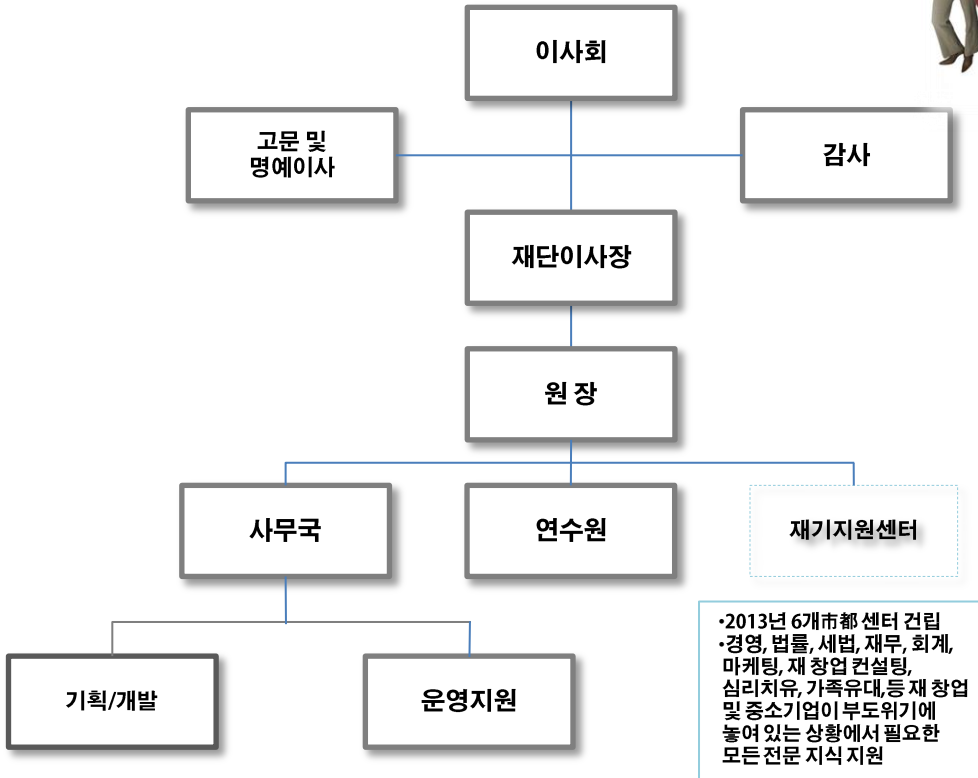 이사회
고문 및
명예이사
감사
재단이사장
원 장
사무국
연수원
재기지원센터
기획/개발
운영지원
•2013년 6개市都 센터 건립
•경영, 법률, 세법, 재무, 회계,
마케팅, 재 창업 컨설팅,
심리치유, 가족유대,등 재 창업
및 중소기업이 부도위기에
놓여 있는 상황에서 필요한
모든 전문 지식 지원